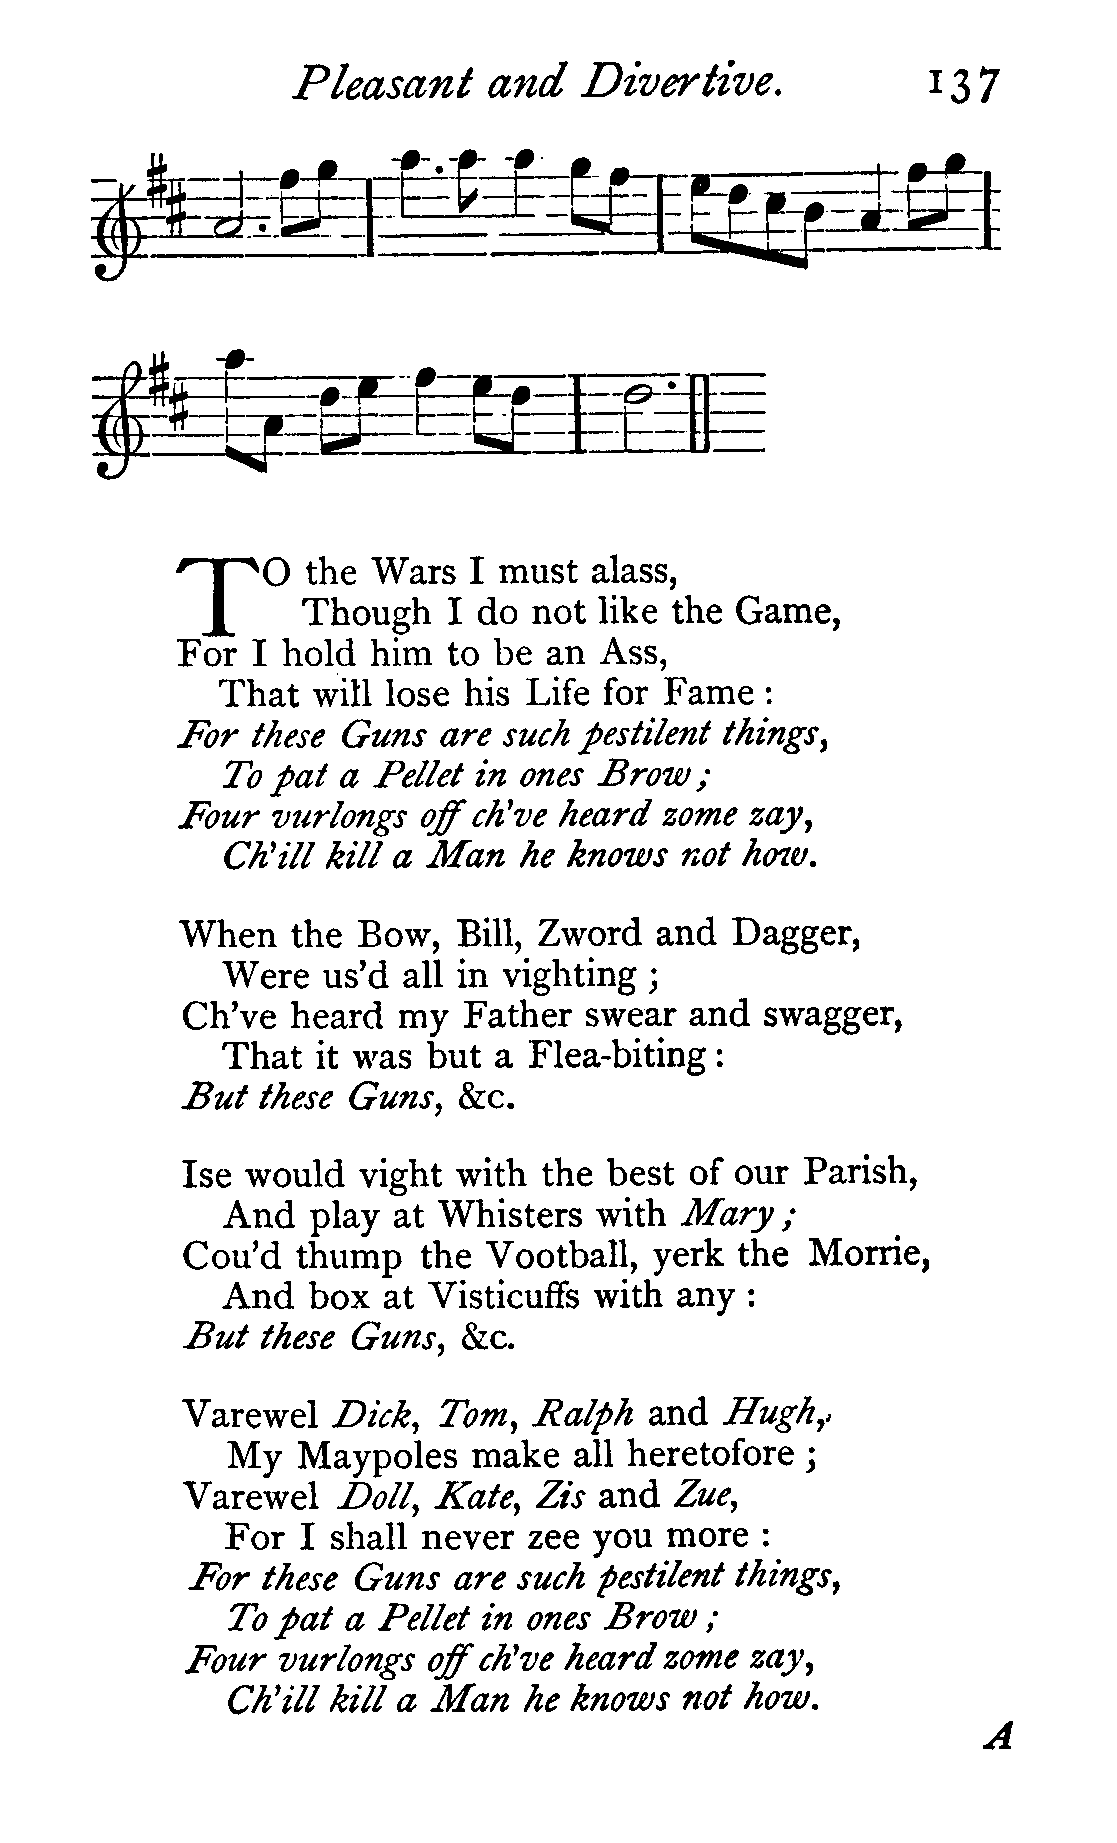 Pleasant and Divertive. 137
TO the Wars I must alass,
Though I do not like the Game,
For I hold him to be an Ass,
That will lose his Life for Fame :
For these Guns are such pestilent things,
To pat a Pellet in ones Brow ;
Four vurlongs off ch've heard zome zay,
Ch'ill kill a Man he knows not how.
When the Bow, Bill, Zword and Dagger,
Were us'd all in vighting ;
Ch've heard my Father swear and swagger,
That it was but a Flea-biting :
But these Guns, &c.
Ise would vight with the best of our Parish,
And play at Whisters with Mary ;
Cou'd thump the Vootball, yerk the Morrie,
And box at Visticuffs with any :
But these Guns, &c.
Varewel Dick, Tom, Ralph and Hugh,
My Maypoles make all heretofore ;
Varewel Doll, Kate, Zis and Zue,
For I shall never zee you more :
For these Guns are such pestilent things,
To pat a Pellet in ones Brow ;
Four vurlongs off ch've heard zome zay,
Ch'ill kill a Man he knows not how.
A